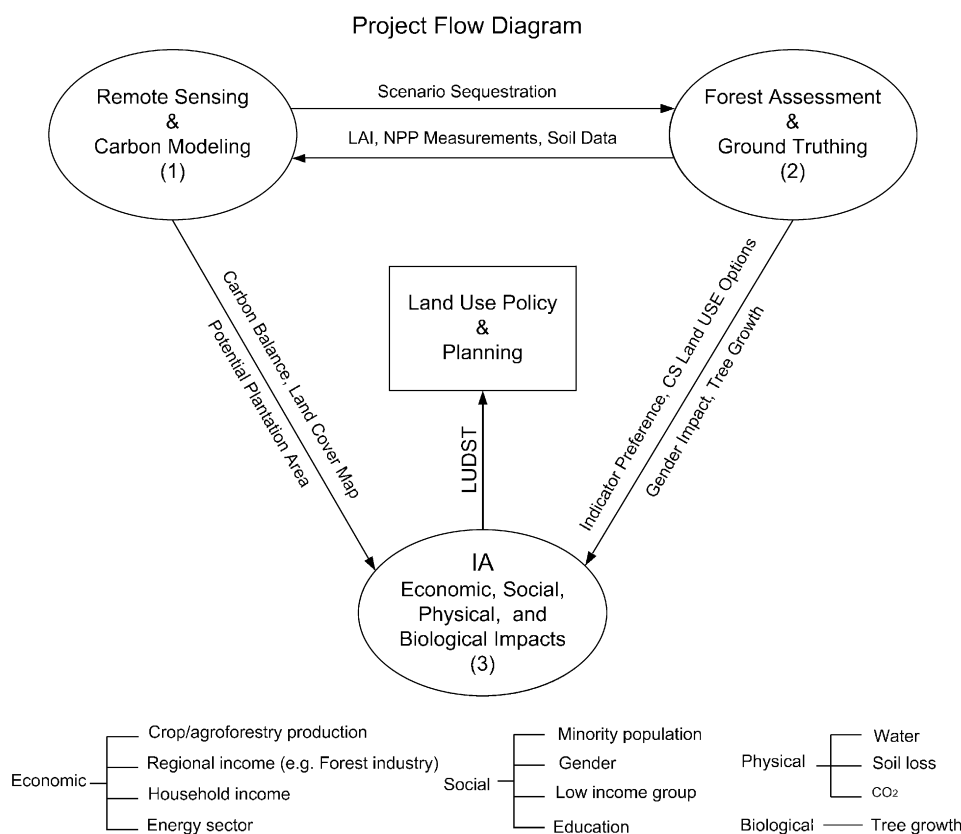 Project Flow Diagram
Remote Sensing
&
Carbon Modeling
(1)
Scenario Sequestration
LAI, NPP Measurements, Soil Data
Forest Assessment
&
Ground Truthing
(2)
Carbon Balance, Land Cover Map
Potential Plantation Area
Land Use Policy
&
Planning
LUDST
Indicator Preference, CS Land USE Options
Gender Impact, Tree Growth
IA
Economic, Social,
Physical, and
Biological Impacts
(3)
Economic
Crop/agroforestry production
Regional income (e.g. Forest industry)
Household income
Energy sector
Social
Minority population
Gender
Low income group
Education
Physical
Water
Soil loss
CO2
Biological
Tree growth